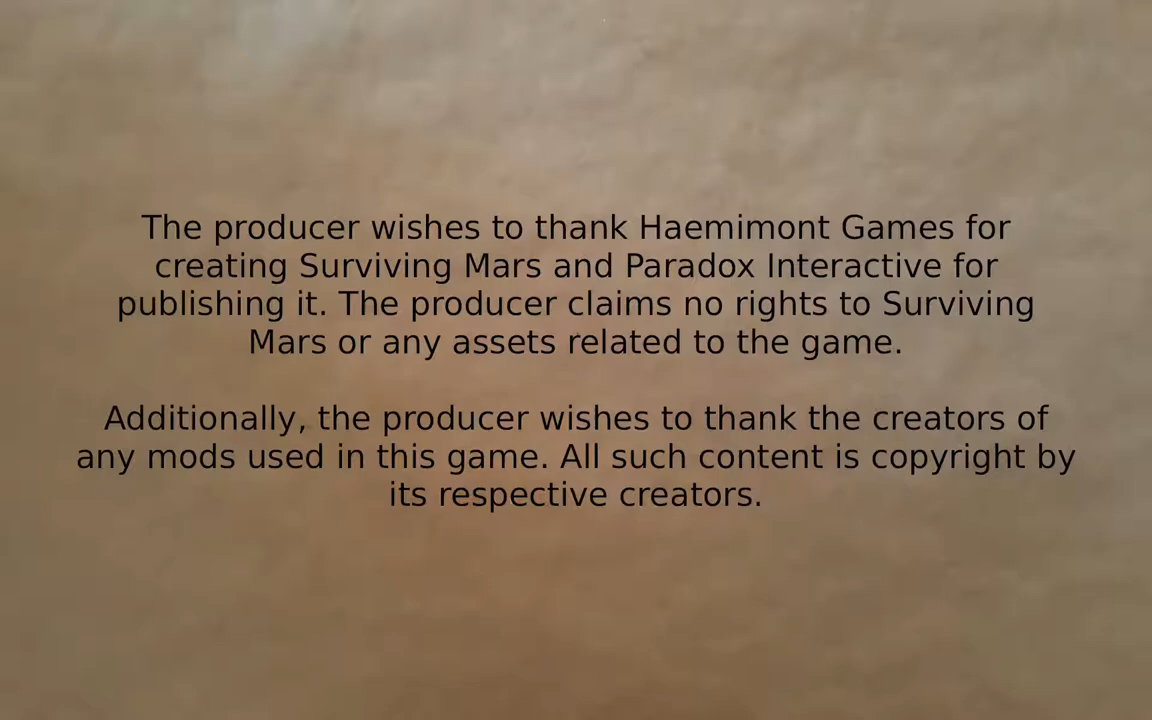 The producer wishes to thank Haemimont Games for
creating Surviving Mars and Paradox Interactive for
publishing it. The producer claims no rights to Surviving
Mars or any assets related to the game.
Additionally, the producer wishes to thank the creators of
any mods used in this game. All such content is copyright by
its respective creators.